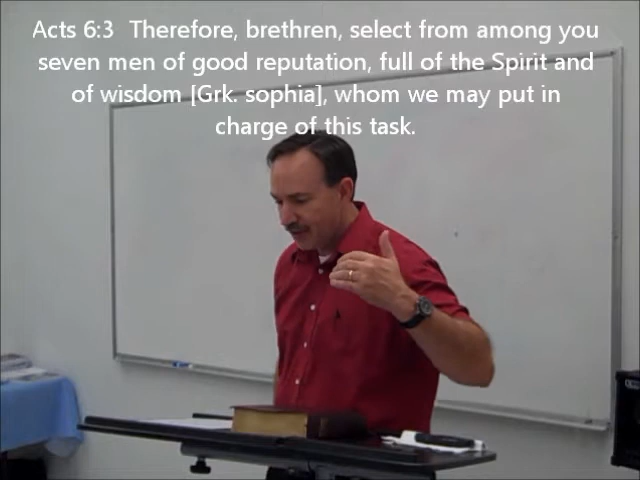 Acts 6:3  Therefore, brethren, select from among you
seven men of good reputation, full of the Spirit and
of wisdom [Grk. sophia], whom we may put in
charge of this task.